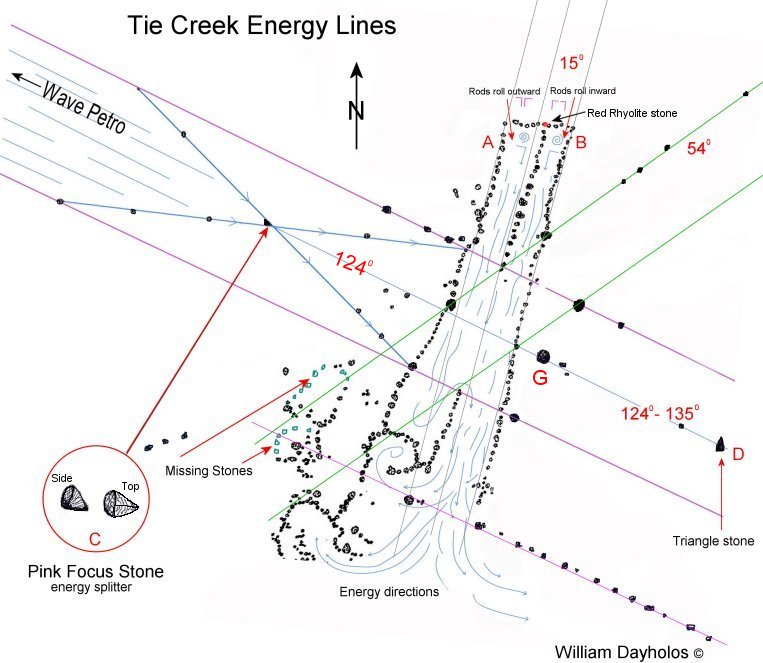 Tie Creek Energy Lines
15°
Rods roll outward
Rods roll inward
Wave Petro
N
Red Rhyolite stone
A
B
54°
124°
G
124°- 135°
D
Missing Stones
Side
Top
C
Triangle stone
Pink Focus Stone
energy splitter
Energy directions
William Dayholos ©